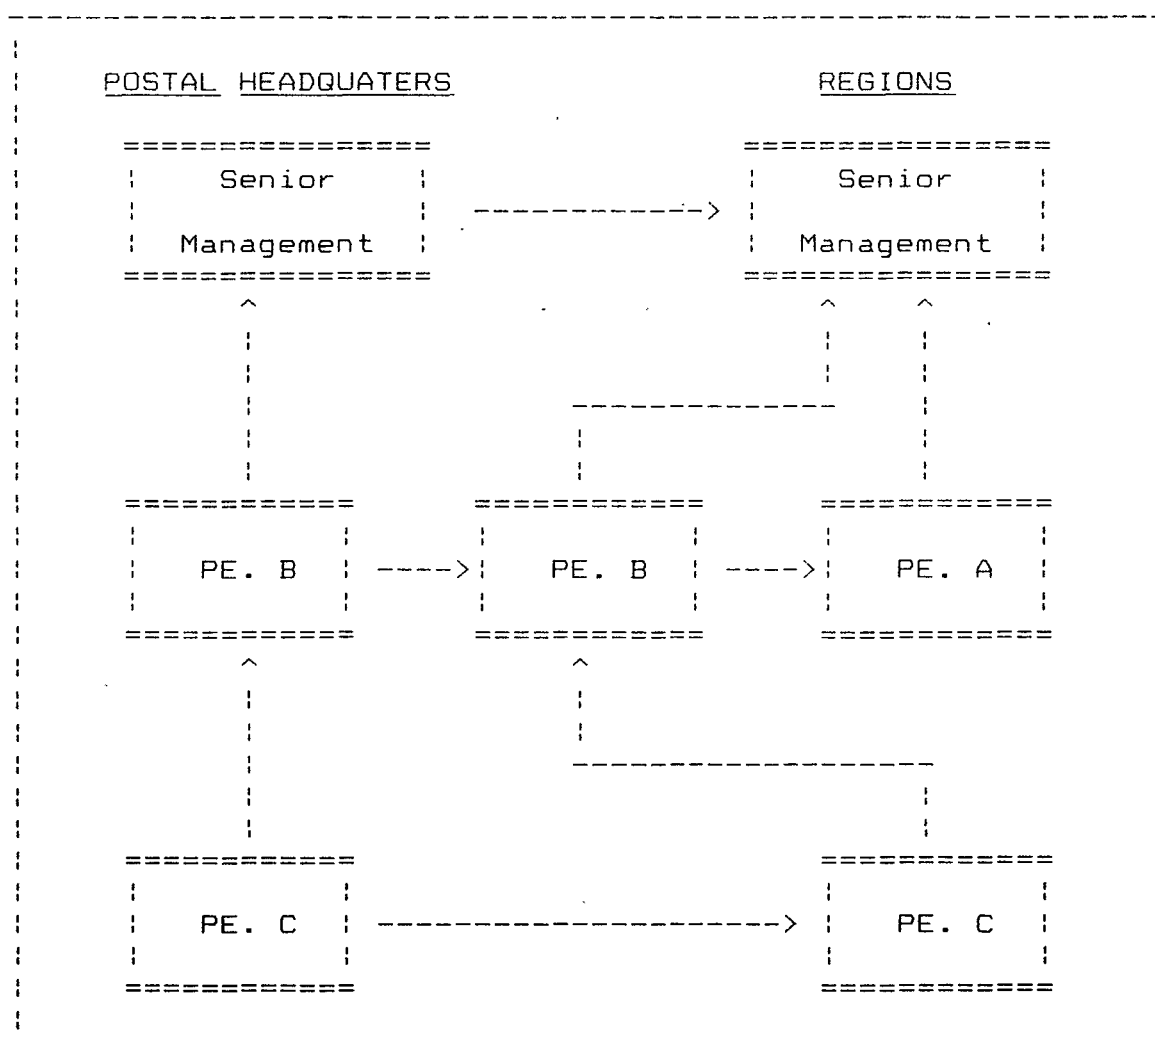 POSTAL HEADQUATERS REGIONS
Senior Senior
Management Management
PE. B PE. B PE. A
PE. C PE. C